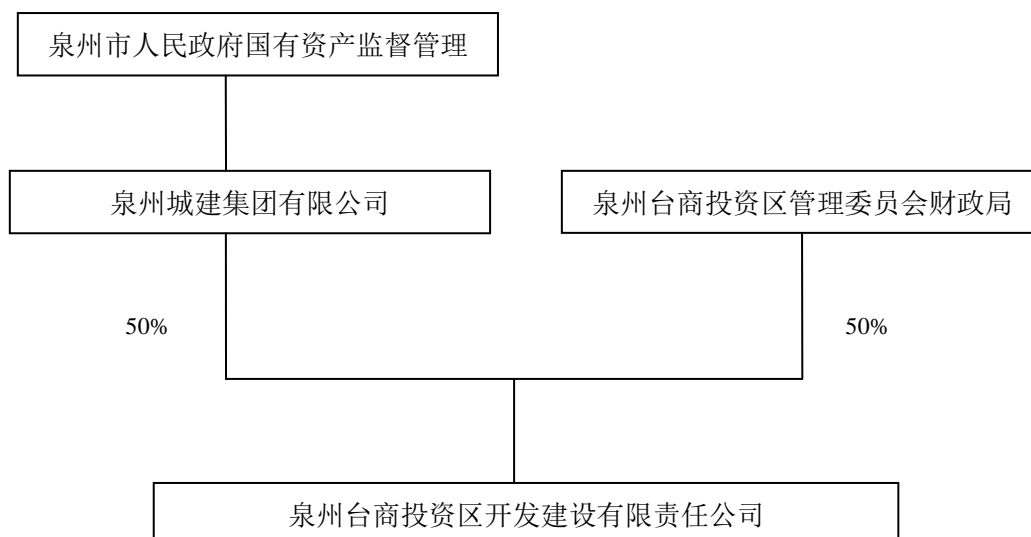 泉州市人民政府国有资产监督管理
泉州城建集团有限公司
泉州台商投资区管理委员会财政局
50%
50%
泉州台商投资区开发建设有限责任公司